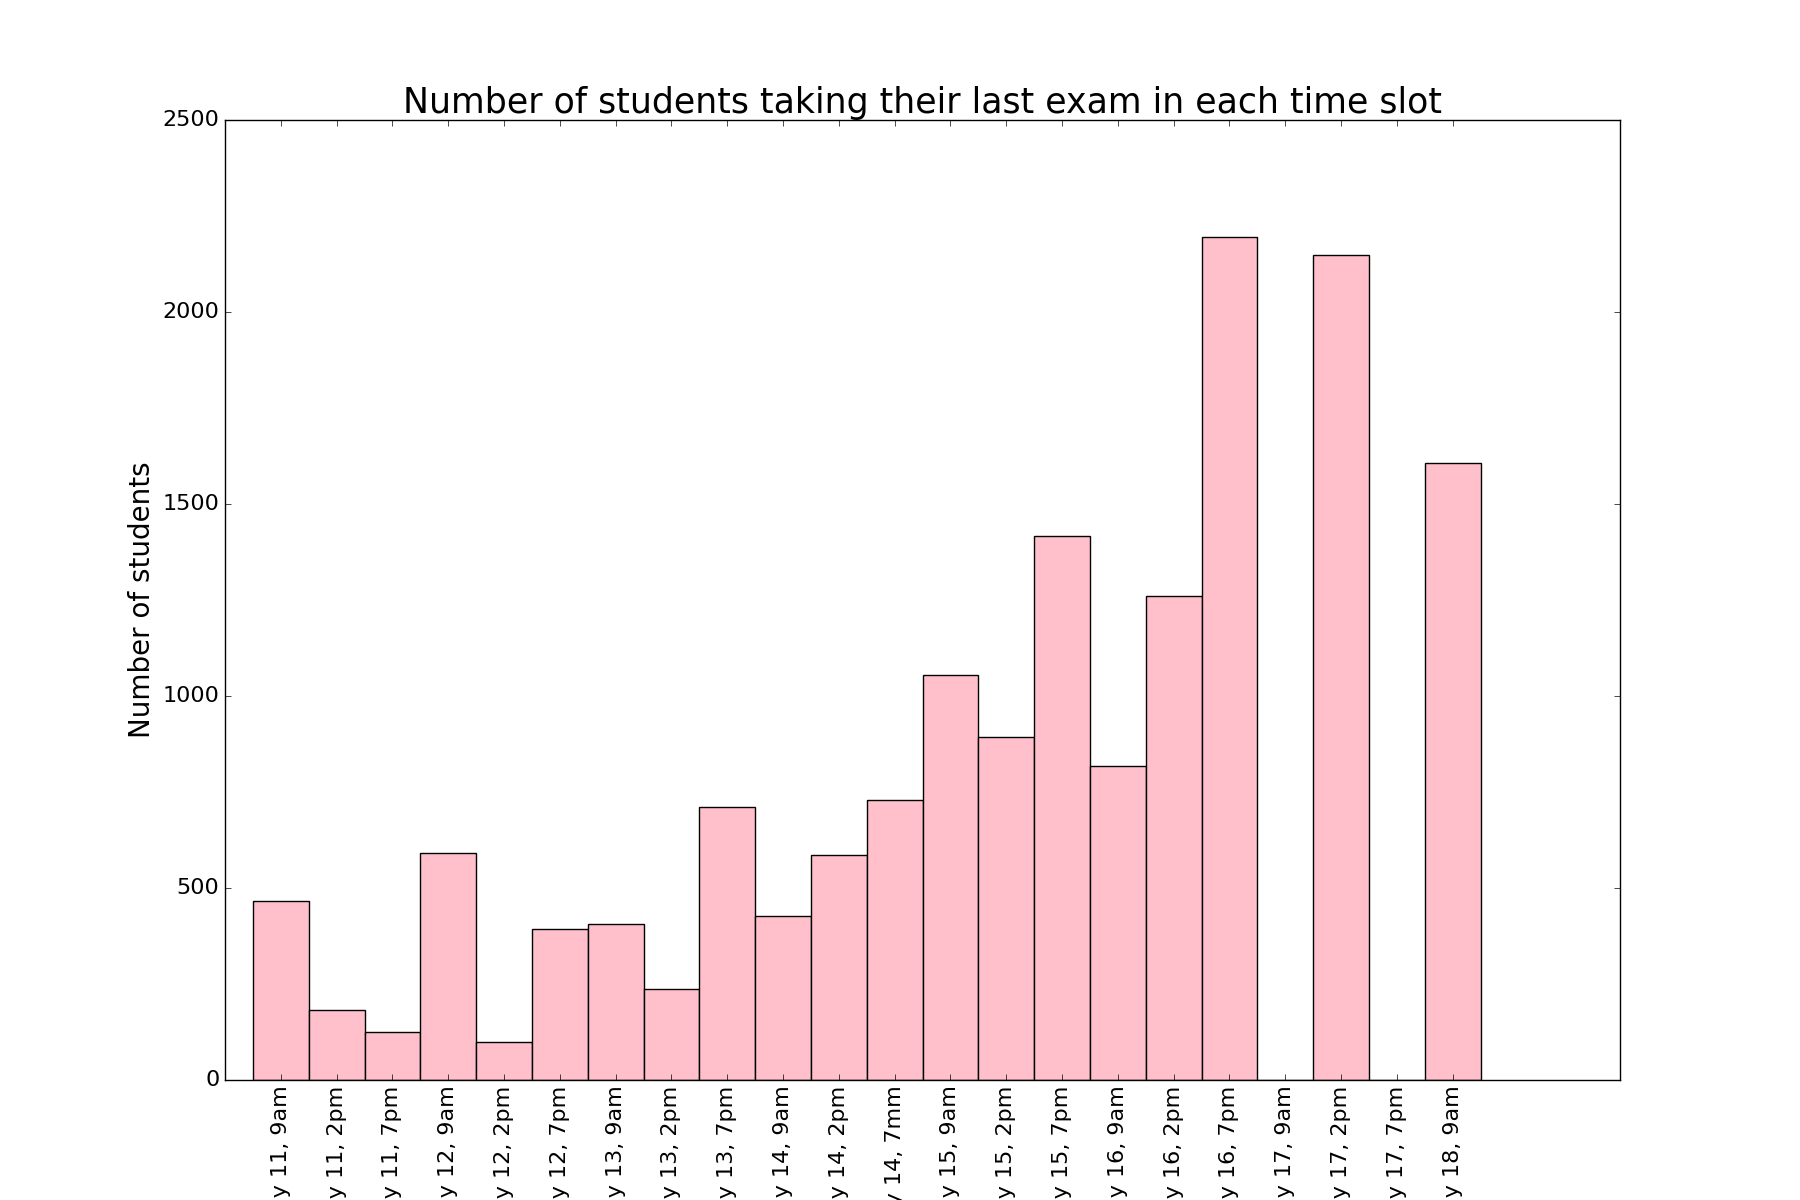 Number of students taking their last exam in each time slot
Number of students
2500
2000
1500
1000
500
0
y 11, 9am
y 11, 2pm
y 11, 7pm
y 12, 9am
y 12, 2pm
y 12, 7pm
y 13, 9am
y 13, 2pm
y 13, 7pm
y 14, 9am
y 14, 2pm
y 14, 7mm
y 15, 9am
y 15, 2pm
y 15, 7pm
y 16, 9am
y 16, 2pm
y 16, 7pm
y 17, 9am
y 17, 2pm
y 17, 7pm
y 18, 9am